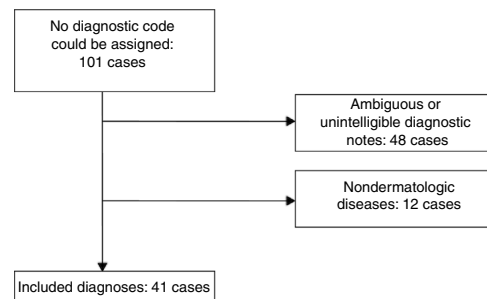 No diagnostic code
could be assigned:
101 cases
Ambiguous or
unintelligible diagnostic
notes: 48 cases
Nondermatologic
diseases: 12 cases
Included diagnoses: 41 cases